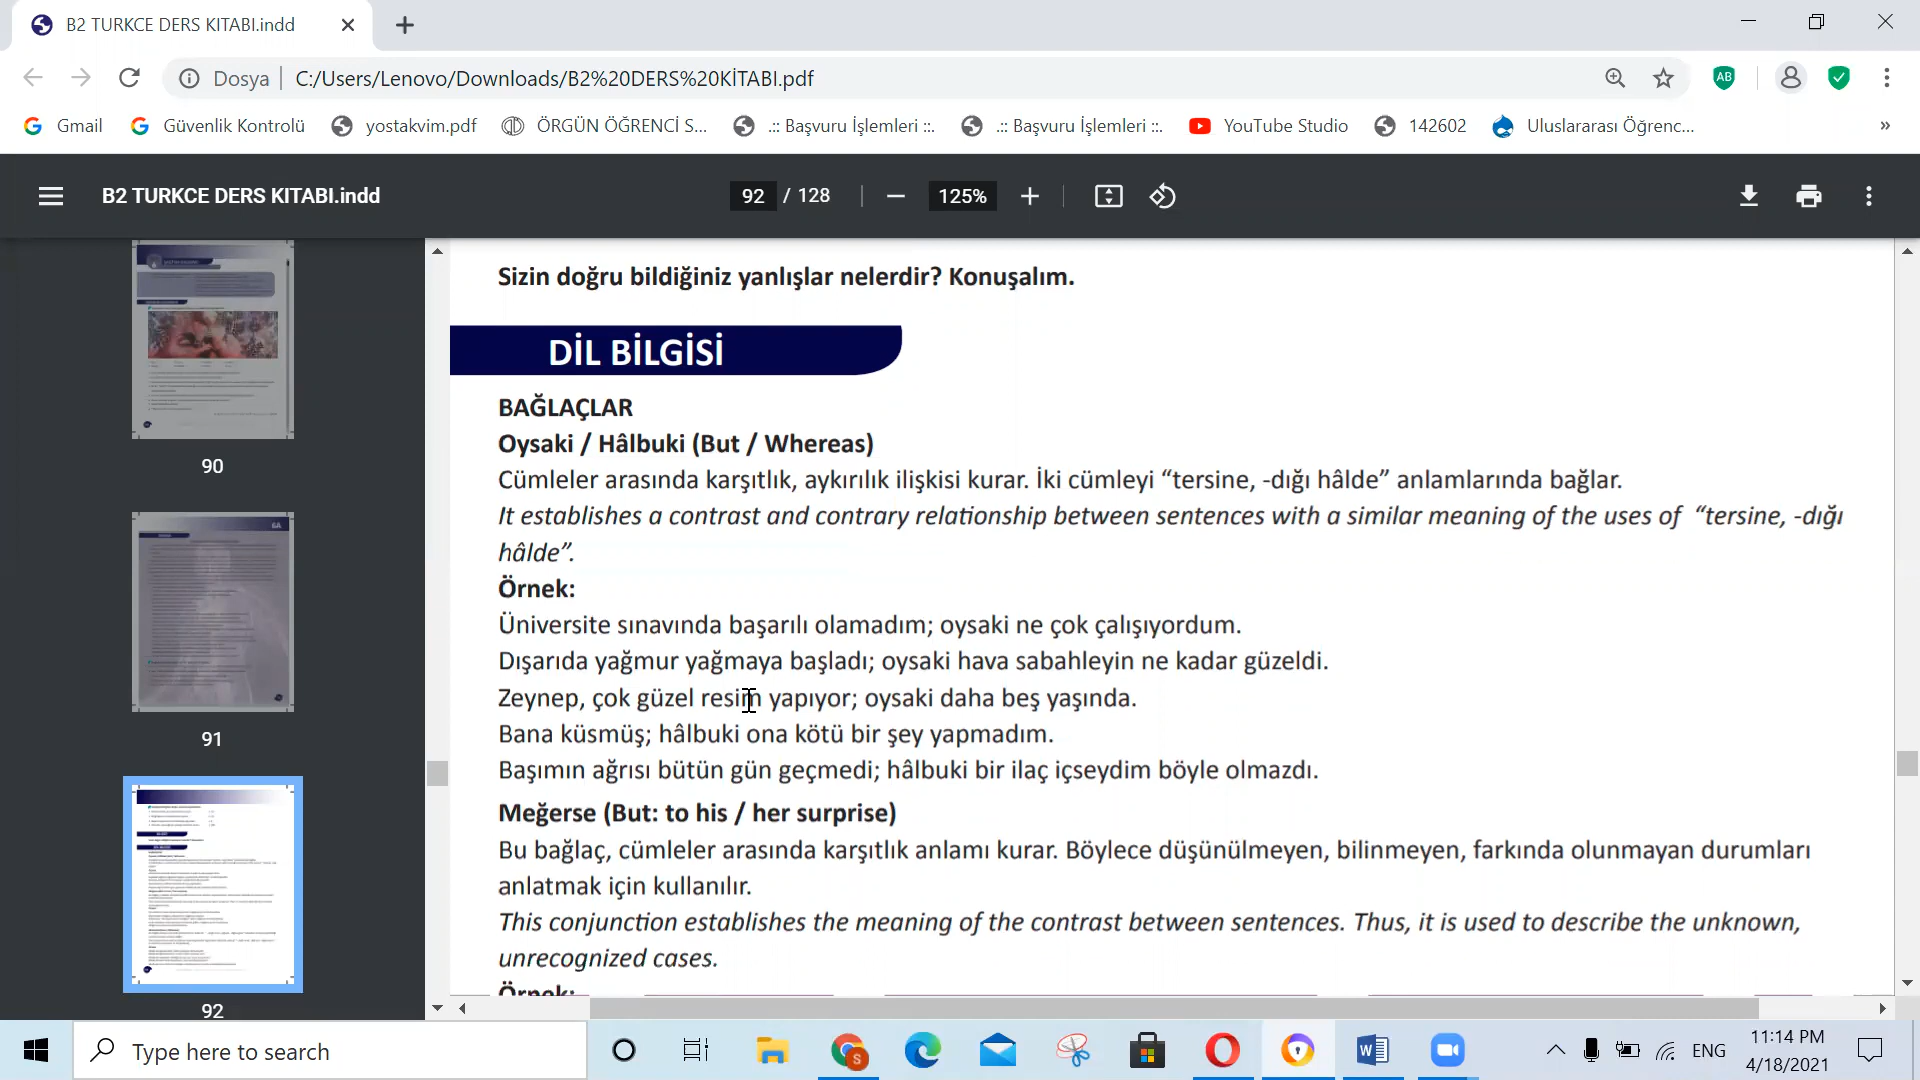 B2 TURKCE DERS KITABI.indd
Dosya | C:/Users/Lenovo/Downloads/B2%20DERS%20KİTABI.pdf
AB
Gmail Güvenlik Kontrolü yostakvim.pdf ÖRGÜN ÖĞRENCİ S... .:: Başvuru İşlemleri ::. .:: Başvuru İşlemleri ::. YouTube Studio 142602 Uluslararası Öğrenc... »
B2 TURKCE DERS KITABI.indd 92 / 128 125%
90
6A
91
92
Sizin doğru bildiğiniz yanlışlar nelerdir? Konuşalım.
DİL BİLGİSİ
BAĞLAÇLAR
Oysaki / Hâlbuki (But / Whereas)
Cümleler arasında karşıtlık, aykırılık ilişkisi kurar. İki cümleyi “tersine, -dığı hâlde” anlamlarında bağlar.
It establishes a contrast and contrary relationship between sentences with a similar meaning of the uses of “tersine, -dığı
hâlde”.
Örnek:
Üniversite sınavında başarılı olamadım; oysaki ne çok çalışıyordum.
Dışarıda yağmur yağmaya başladı; oysaki hava sabahleyin ne kadar güzeldi.
Zeynep, çok güzel resim yapıyor; oysaki daha beş yaşında.
Bana küsmüş; hâlbuki ona kötü bir şey yapmadım.
Başımın ağrısı bütün gün geçmedi; hâlbuki bir ilaç içseydim böyle olmazdı.
Meğerse (But: to his / her surprise)
Bu bağlaç, cümleler arasında karşıtlık anlamı kurar. Böylece düşünülmeyen, bilinmeyen, farkında olunmayan durumları
anlatmak için kullanılır.
This conjunction establishes the meaning of the contrast between sentences. Thus, it is used to describe the unknown,
unrecognized cases.
Örnek:
Type here to search
S
ENG
11:14 PM
4/18/2021